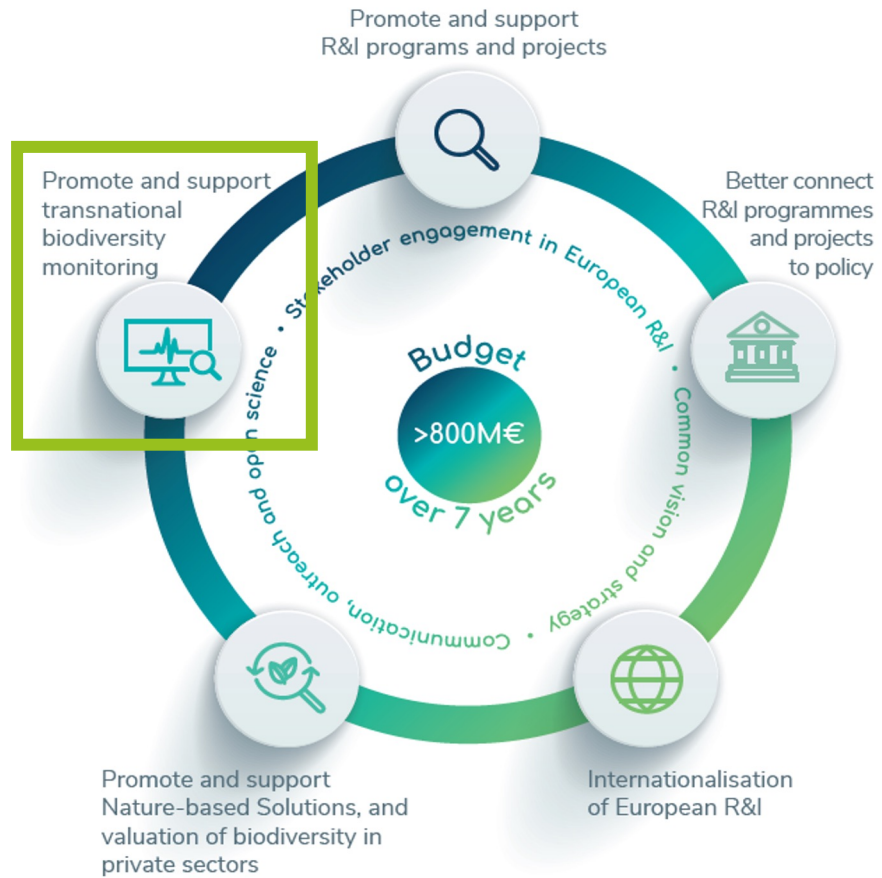 Promote and support
R&I programs and projects
Promote and support
transnational
biodiversity
monitoring
Better connect
R&I programmes
and projects
to policy
Stakeholder engagement in European R&I • Common vision and strategy • Communication, outreach and open science •
Budget
>800M€
over 7 years
Promote and support
Nature-based Solutions, and
valuation of biodiversity in
private sectors
Internationalisation
of European R&I